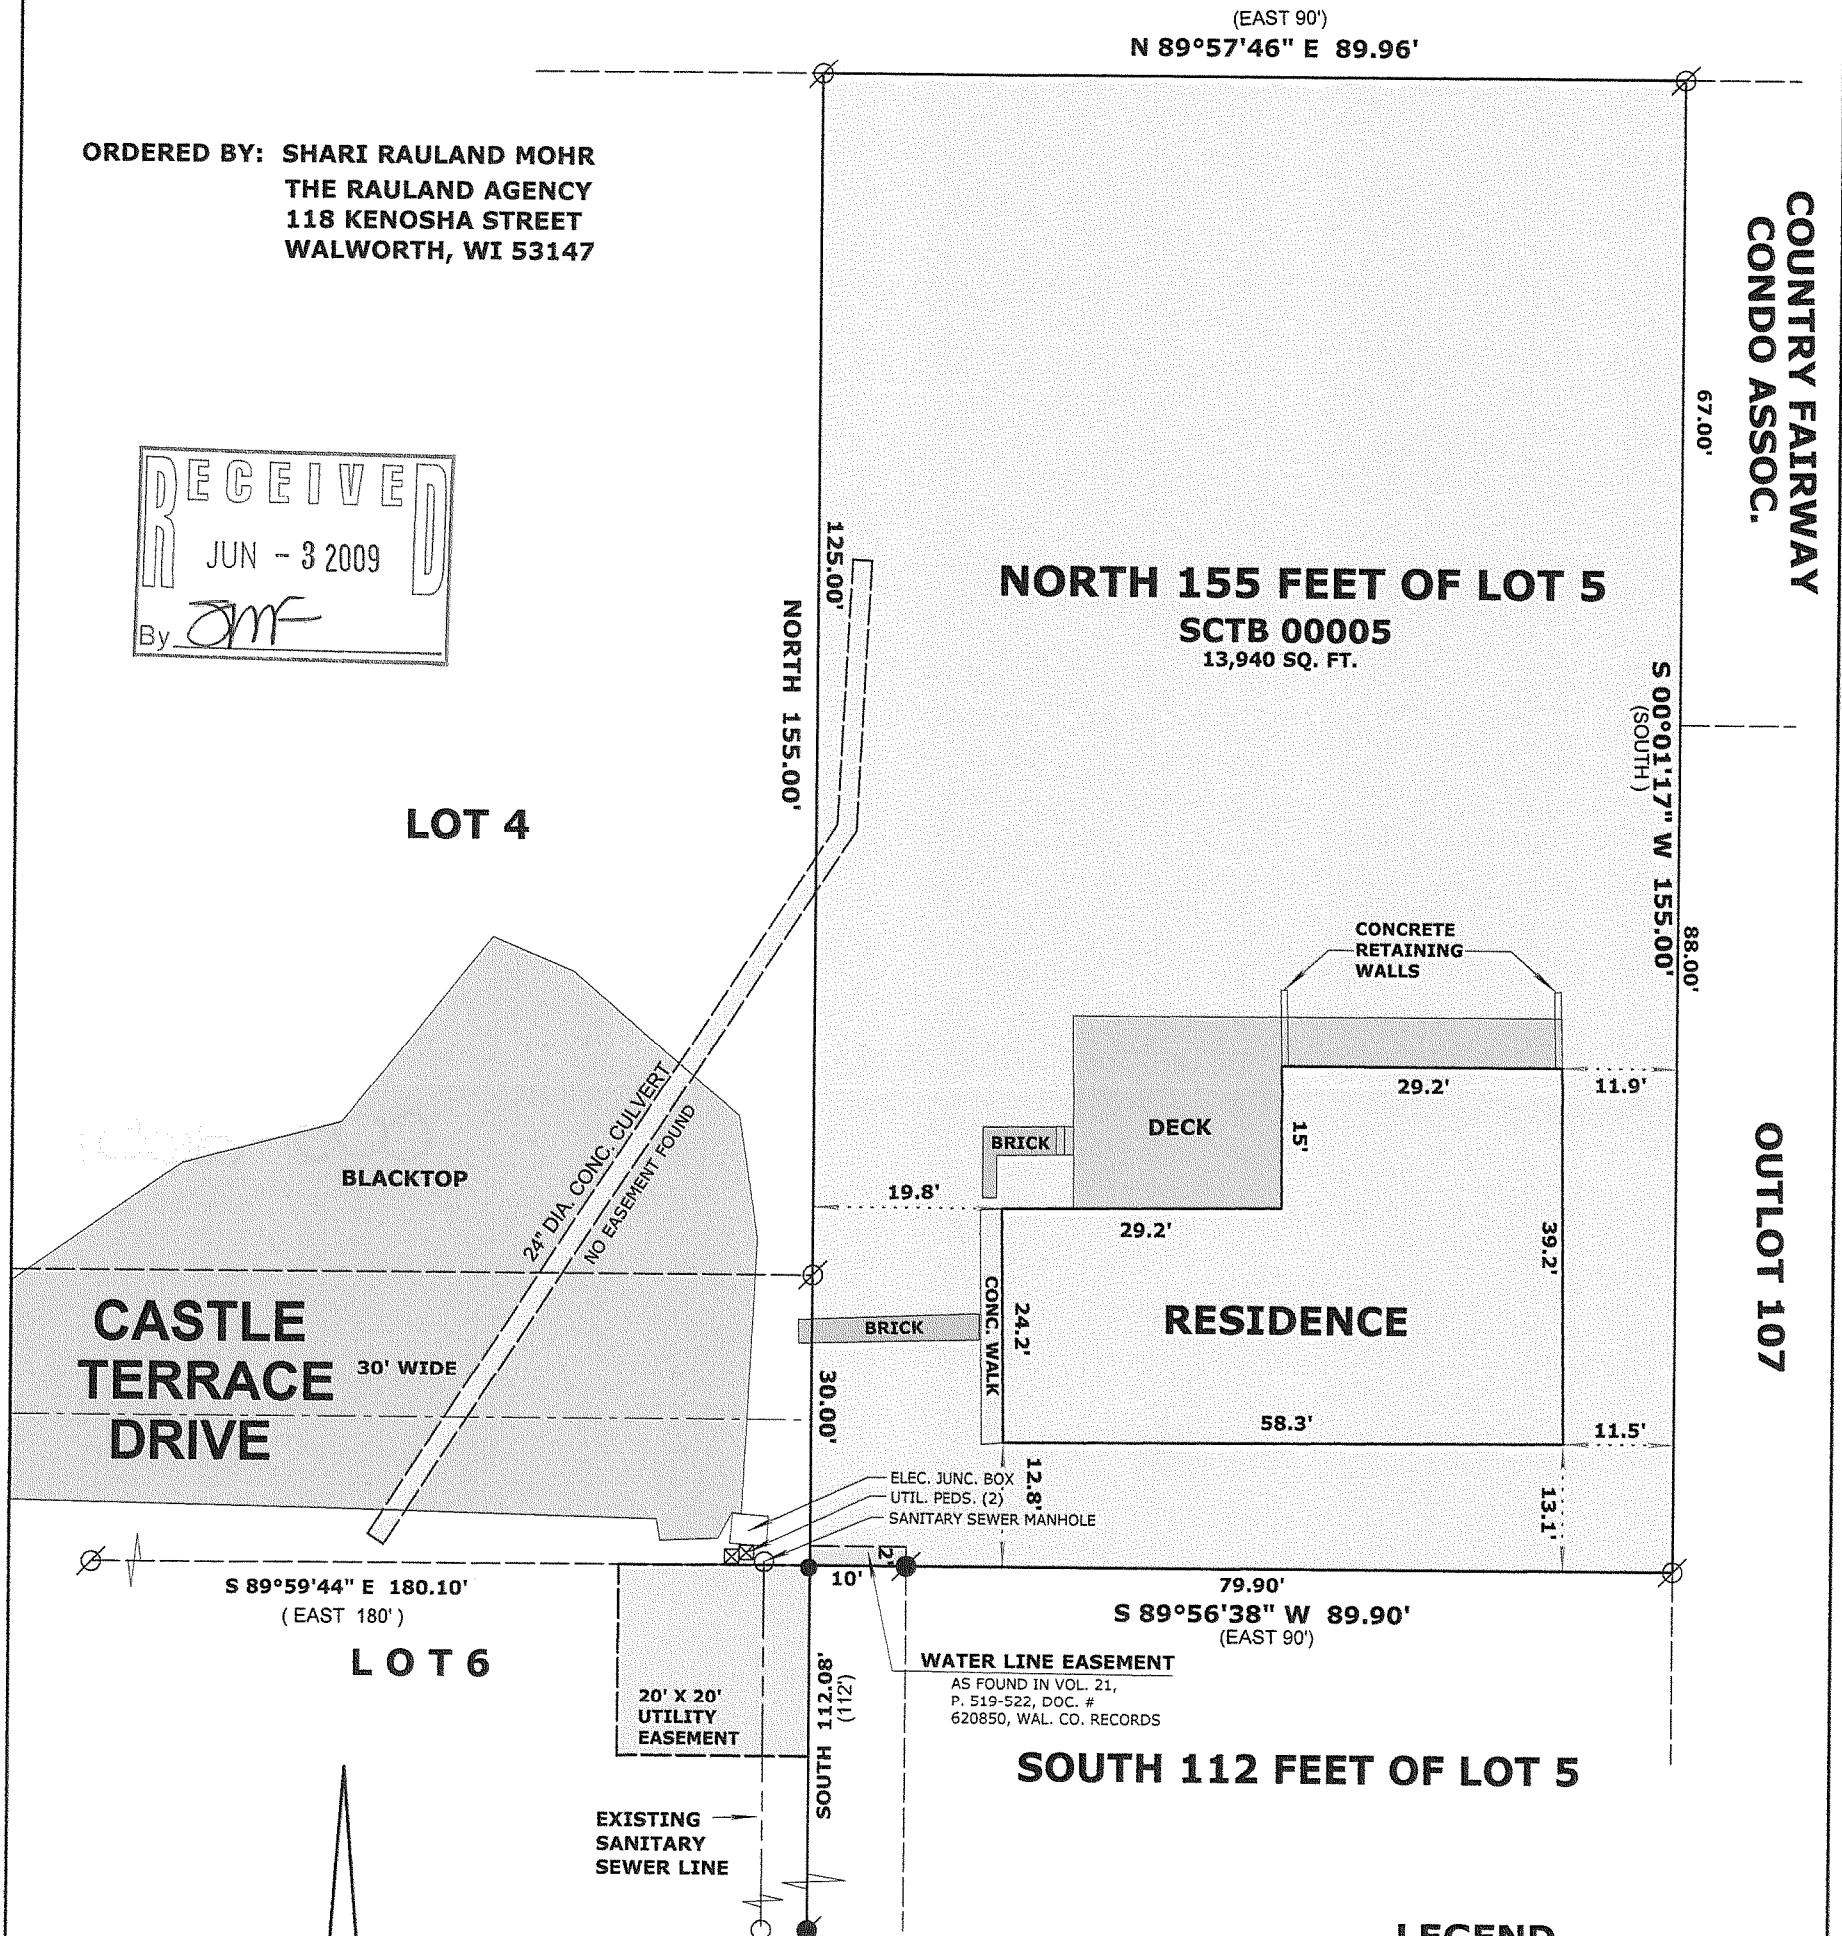 (EAST 90')
N 89°57'46" E 89.96'
ORDERED BY: SHARI RAULAND MOHR
THE RAULAND AGENCY
118 KENOSHA STREET
WALWORTH, WI 53147
COUNTRY FAIRWAY
CONDO ASSOC.
67.00'
RECEIVED
JUN - 3 2009
By
125.00'
NORTH 155.00'
NORTH 155 FEET OF LOT 5
SCTB 00005
13,940 SQ. FT.
S 00°01'17" W 155.00'
(SOUTH)
88.00'
LOT 4
CONCRETE
RETAINING
WALLS
29.2'
11.9'
DECK
15'
BRICK
19.8'
29.2'
39.2'
OUTLOT 107
BLACKTOP
24" DIA. CONC. CULVERT
NO EASEMENT FOUND
CASTLE
TERRACE
DRIVE
30' WIDE
BRICK
CONC. WALK
24.2'
RESIDENCE
30.00'
58.3'
11.5'
ELEC. JUNC. BOX
UTIL. PEDS. (2)
SANITARY SEWER MANHOLE
12.8'
13.1'
2'
10'
S 89°59'44" E 180.10'
(EAST 180')
79.90'
S 89°56'38" W 89.90'
(EAST 90')
LOT 6
WATER LINE EASEMENT
AS FOUND IN VOL. 21,
P. 519-522, DOC. #
620850, WAL. CO. RECORDS
20' X 20'
UTILITY
EASEMENT
SOUTH 112.08'
(112')
SOUTH 112 FEET OF LOT 5
EXISTING
SANITARY
SEWER LINE
LEGEND